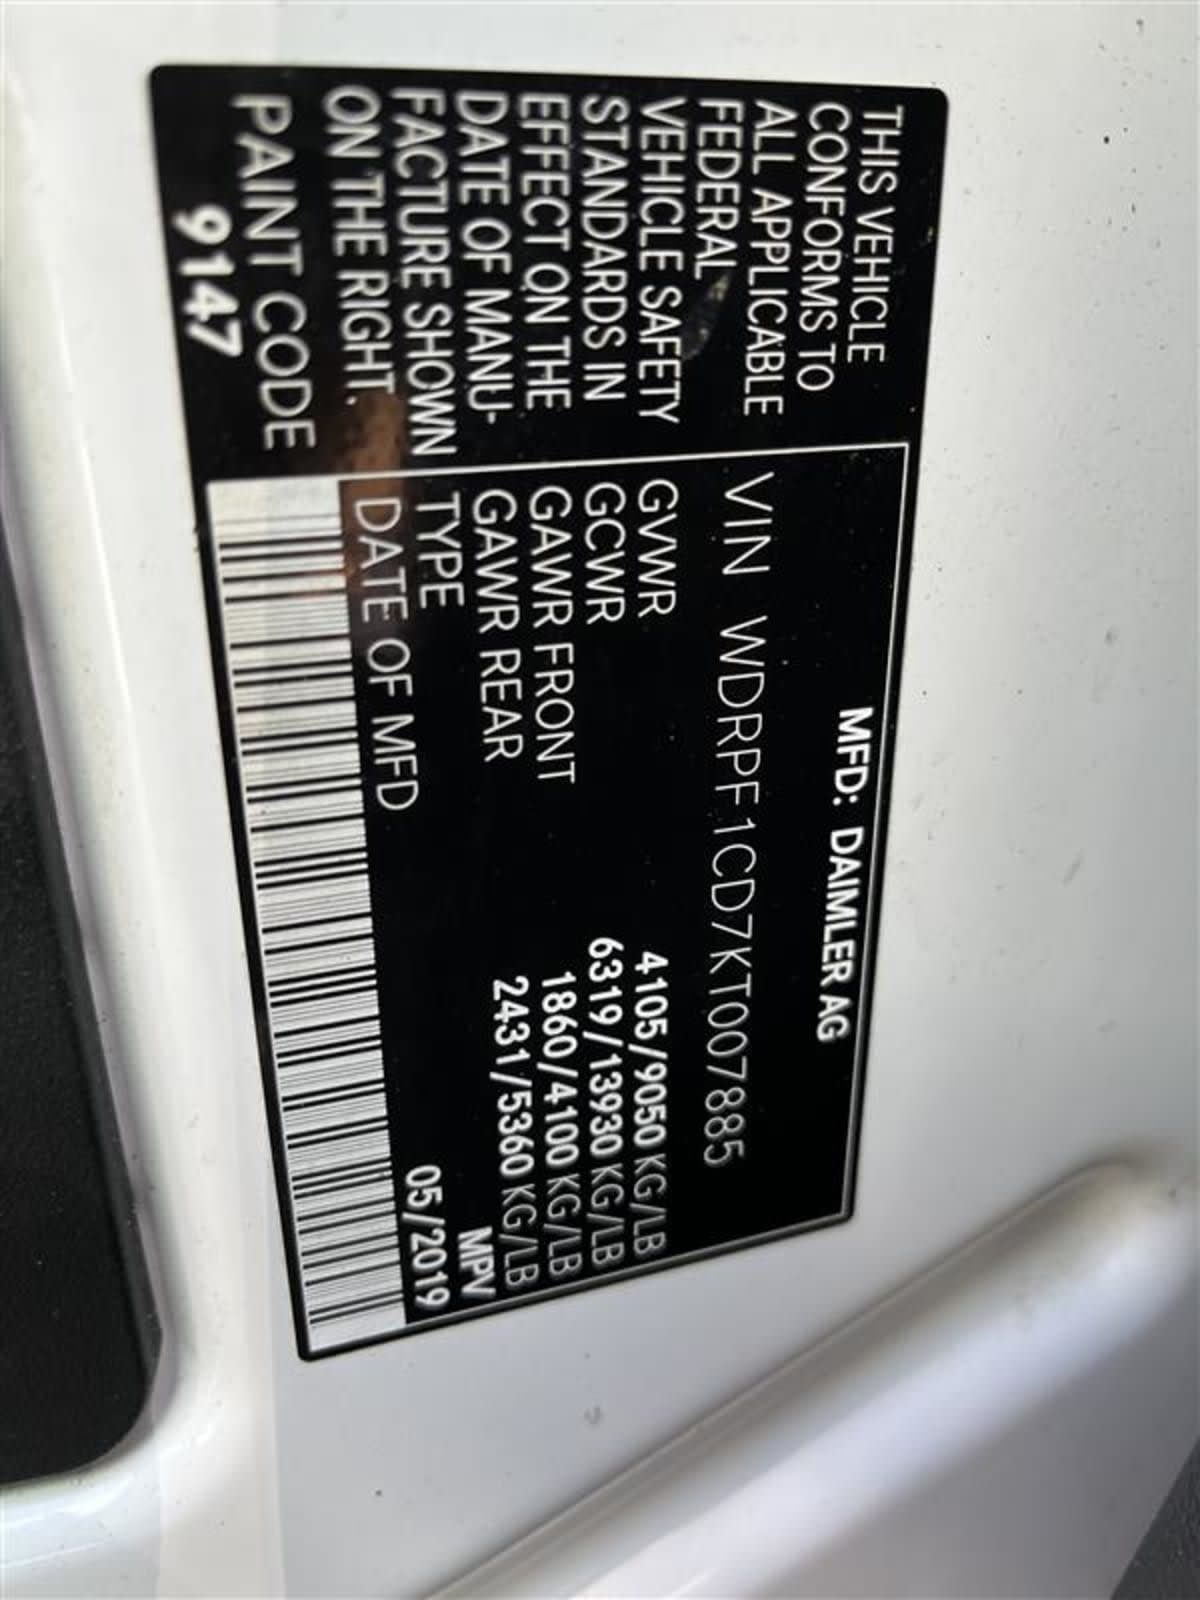 THIS VEHICLE
CONFORMS TO
ALL APPLICABLE
FEDERAL
VEHICLE SAFETY
STANDARDS IN
EFFECT ON THE
DATE OF MANU-
FACTURE SHOWN
ON THE RIGHT.
PAINT CODE
9147
MFD: DAIMLER AG
VIN WDRPF1CD7KT007885
GVWR 4105/9050 KG/LB
GCWR 6319/13930 KG/LB
GAWR FRONT 1860/4100 KG/LB
GAWR REAR 2431/5360 KG/LB
TYPE MPV
DATE OF MFD 05/2019